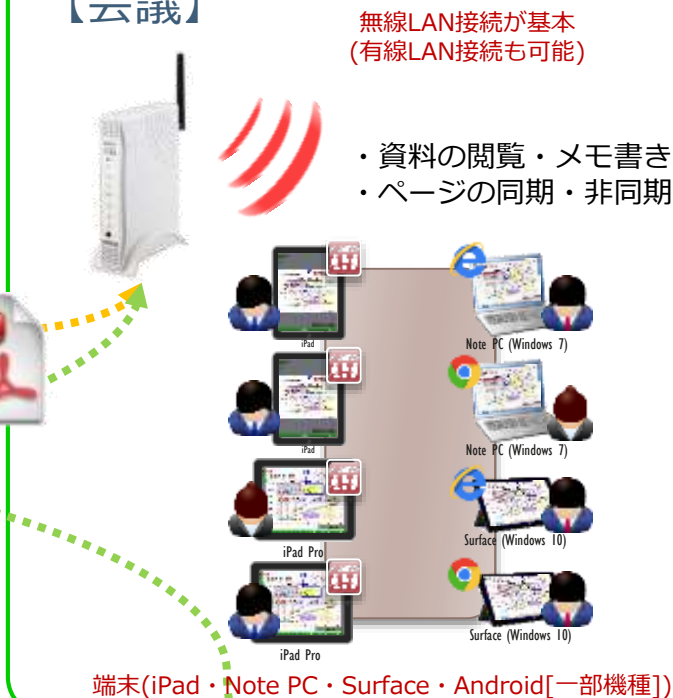 【会議】
無線LAN接続が基本
(有線LAN接続も可能)
・資料の閲覧・メモ書き
・ページの同期・非同期
iPad
Note PC (Windows 7)
iPad
Note PC (Windows 7)
iPad Pro
Surface (Windows 10)
iPad Pro
Surface (Windows 10)
端末(iPad・Note PC・Surface・Android[一部機種])